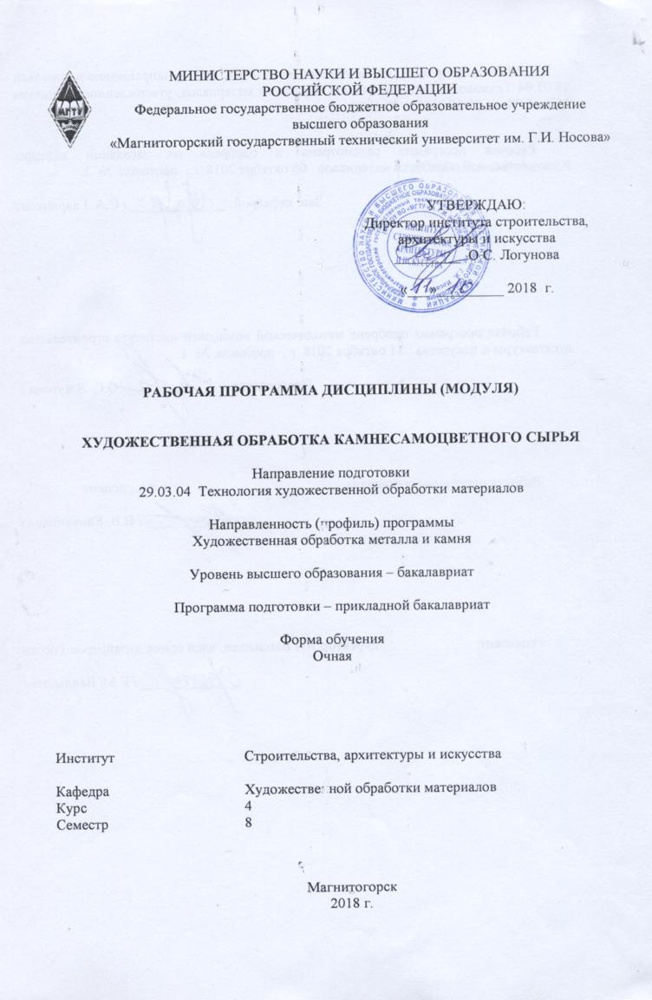 МГТУ
МИНИСТЕРСТВО НАУКИ И ВЫСШЕГО ОБРАЗОВАНИЯ
РОССИЙСКОЙ ФЕДЕРАЦИИ
Федеральное государственное бюджетное образовательное учреждение
высшего образования
«Магнитогорский государственный технический университет им. Г.И. Носова»
УТВЕРЖДАЮ:
Директор института строительства,
архитектуры и искусства
О.С. Логунова
« 11 » 10 2018 г.
РАБОЧАЯ ПРОГРАММА ДИСЦИПЛИНЫ (МОДУЛЯ)
ХУДОЖЕСТВЕННАЯ ОБРАБОТКА КАМНЕСАМОЦВЕТНОГО СЫРЬЯ
Направление подготовки
29.03.04 Технология художественной обработки материалов
Направленность (профиль) программы
Художественная обработка металла и камня
Уровень высшего образования – бакалавриат
Программа подготовки – прикладной бакалавриат
Форма обучения
Очная
Институт Строительства, архитектуры и искусства
Кафедра Художественной обработки материалов
Курс 4
Семестр 8
Магнитогорск
2018 г.